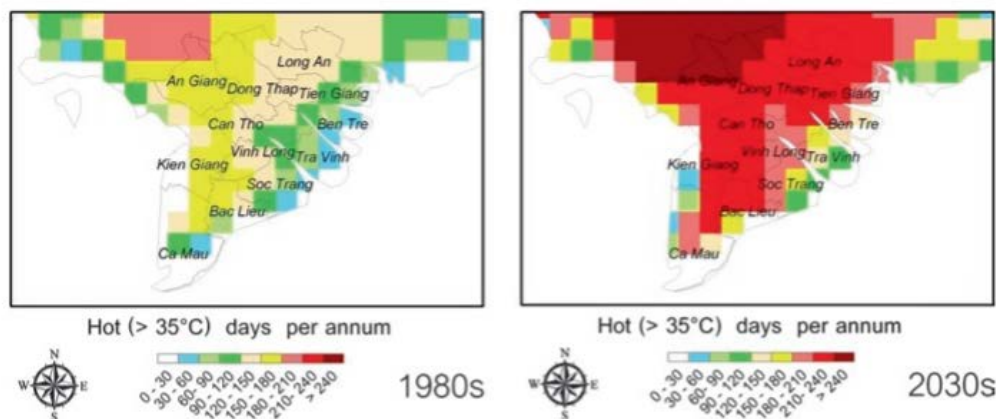 Long An
An Giang
Dong Thap
Tien Giang
Can Tho
Ben Tre
Vinh Long
Tra Vinh
Kien Giang
Soc Trang
Bac Lieu
Ca Mau
Hot (> 35°C) days per annum
N
W
E
S
0 - 30
30 - 60
60- 90
90 - 120
120 - 150
150 - 180
180 - 210
210- 240
> 240
1980s
Long An
An Giang
Dong Thap
Tien Giang
Can Tho
Ben Tre
Vinh Long
Tra Vinh
Kien Giang
Soc Trang
Bac Lieu
Ca Mau
Hot (> 35°C) days per annum
N
W
E
S
0 - 30
30 - 60
60- 90
90 - 120
120 - 150
150 - 180
180 - 210
210- 240
> 240
2030s